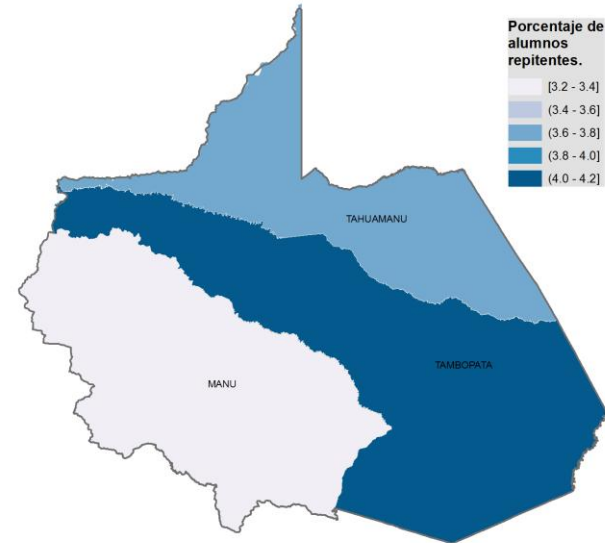 Porcentaje de
alumnos
repitentes.
[3.2 - 3.4]
(3.4 - 3.6]
(3.6 - 3.8]
(3.8 - 4.0]
(4.0 - 4.2]
TAHUAMANU
TAMBOPATA
MANU